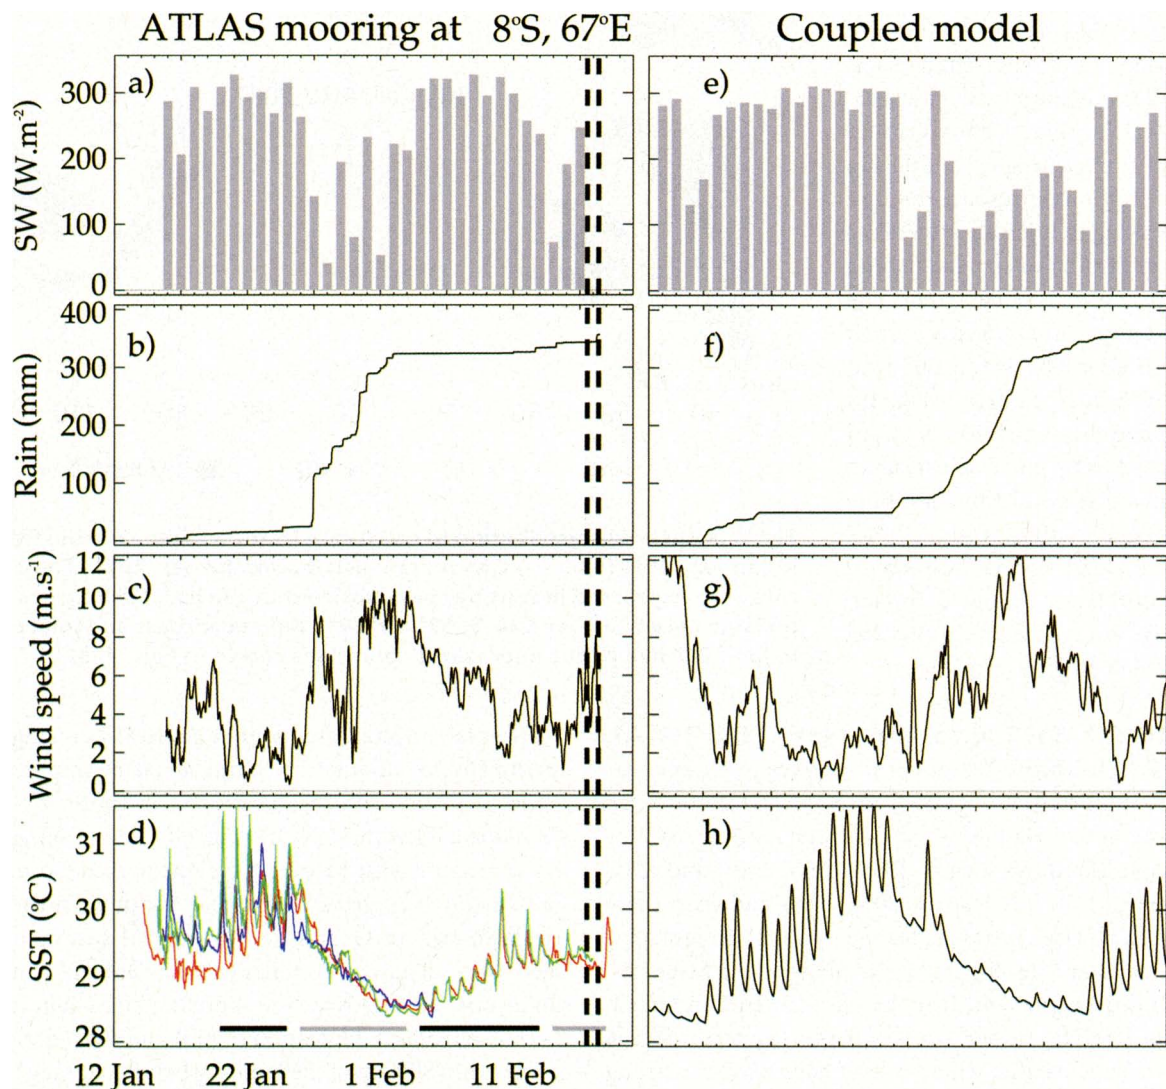 ATLAS mooring at 8°S, 67°E Coupled model
a) e)
SW (W.m-2)
300
200
100
0
b) f)
Rain (mm)
400
300
200
100
0
c) g)
Wind speed (m.s-1)
12
10
8
6
4
2
0
d) h)
SST (°C)
31
30
29
28
12 Jan 22 Jan 1 Feb 11 Feb